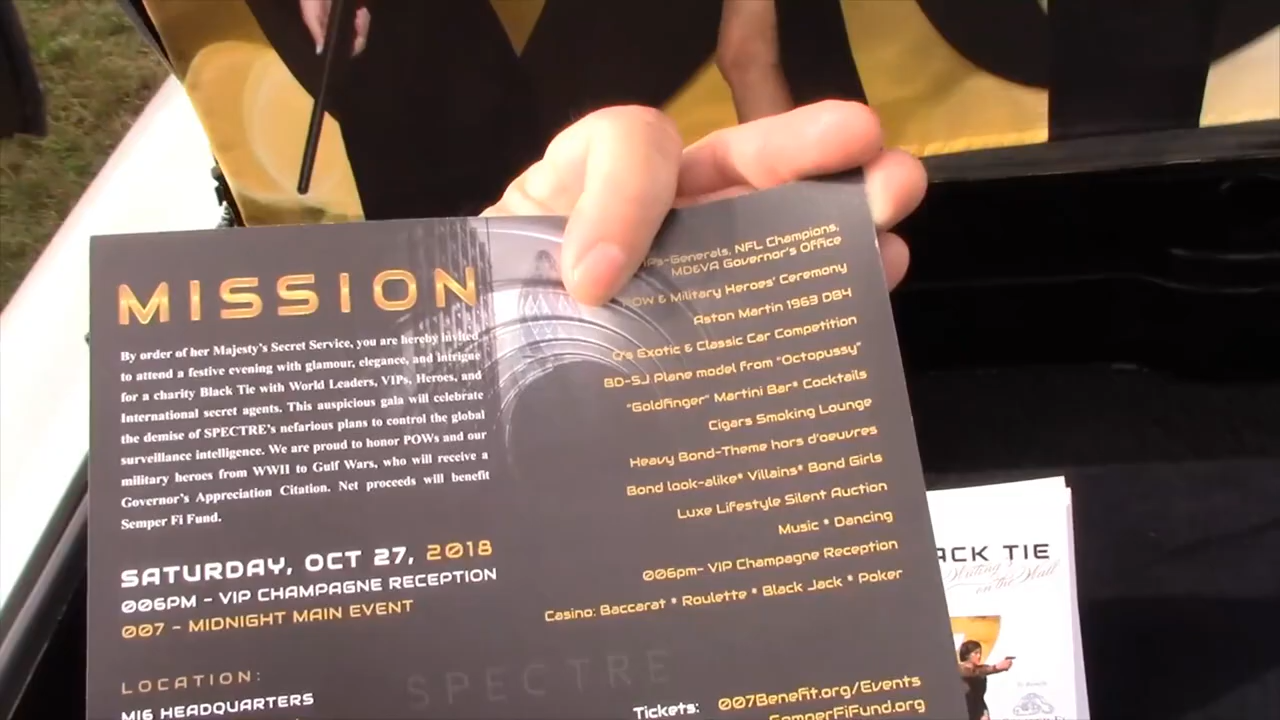 MISSION
By order of her Majesty's Secret Service, you are hereby invited
to attend a festive evening with glamour, elegance, and intrigue
for a charity Black Tie with World Leaders, VIPs, Heroes, and
International secret agents. This auspicious gala will celebrate
the demise of SPECTRE's nefarious plans to control the global
surveillance intelligence. We are proud to honor POWs and our
military heroes from WWII to Gulf Wars, who will receive a
Governor's Appreciation Citation. Net proceeds will benefit
Semper Fi Fund.
SATURDAY, OCT 27, 2018
006PM - VIP CHAMPAGNE RECEPTION
007 - MIDNIGHT MAIN EVENT
LOCATION:
MI6 HEADQUARTERS
SPECTRE
Generals, NFL Champions,
MD&VA Governor's Office
POW & Military Heroes' Ceremony
Aston Martin 1963 DB4
Q's Exotic & Classic Car Competition
BD-5J Plane model from "Octopussy"
"Goldfinger" Martini Bar* Cocktails
Cigars Smoking Lounge
Heavy Bond-Theme hors d'oeuvres
Bond look-alike* Villains* Bond Girls
Luxe Lifestyle Silent Auction
Music * Dancing
006pm- VIP Champagne Reception
Casino: Baccarat * Roulette * Black Jack * Poker
Tickets: 007Benefit.org/Events
SemperFiFund.org
ACK TIE
Writing's
on the Wall